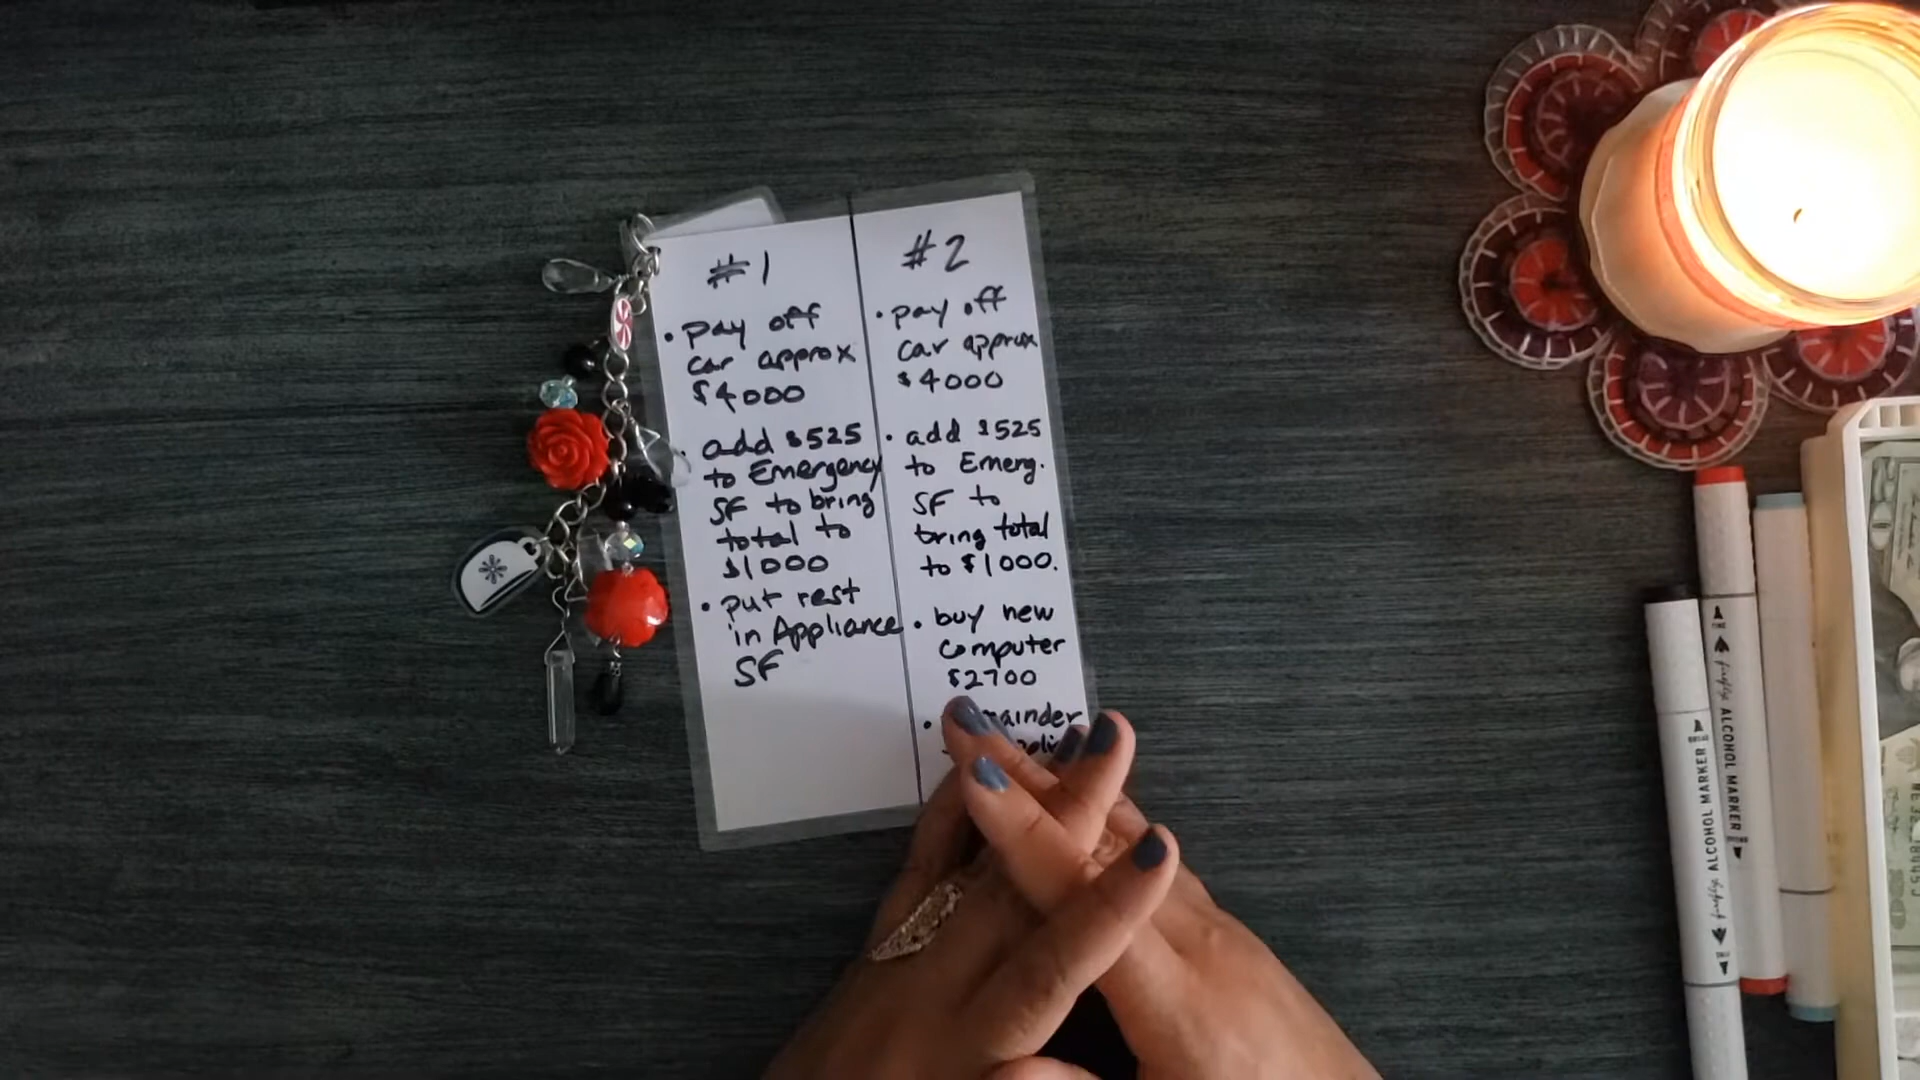 #1
• pay off
car approx
$4000
• add $525
to Emergency
SF to bring
total to
$1000
• put rest
in Appliance
SF
#2
• pay off
car approx
$4000
• add $525
to Emerg.
SF to
bring total
to $1000.
• buy new
computer
$2700
•
ALCOHOL MARKER
ALCOHOL MARKER